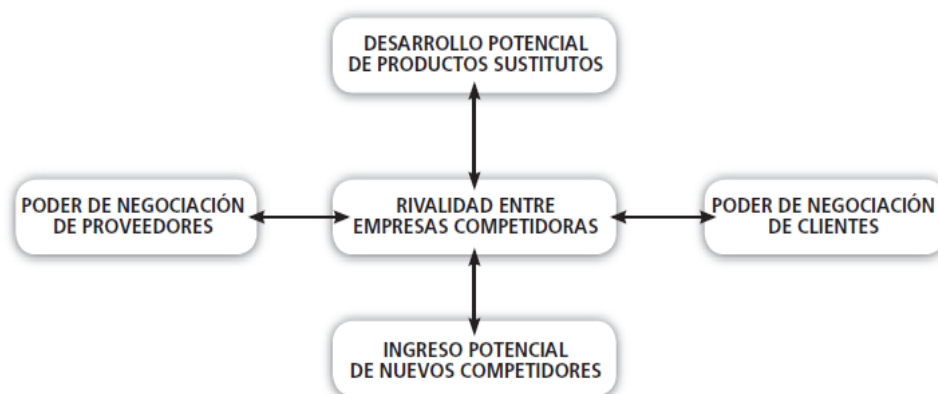 DESARROLLO POTENCIAL
DE PRODUCTOS SUSTITUTOS
PODER DE NEGOCIACIÓN
DE PROVEEDORES
RIVALIDAD ENTRE
EMPRESAS COMPETIDORAS
PODER DE NEGOCIACIÓN
DE CLIENTES
INGRESO POTENCIAL
DE NUEVOS COMPETIDORES